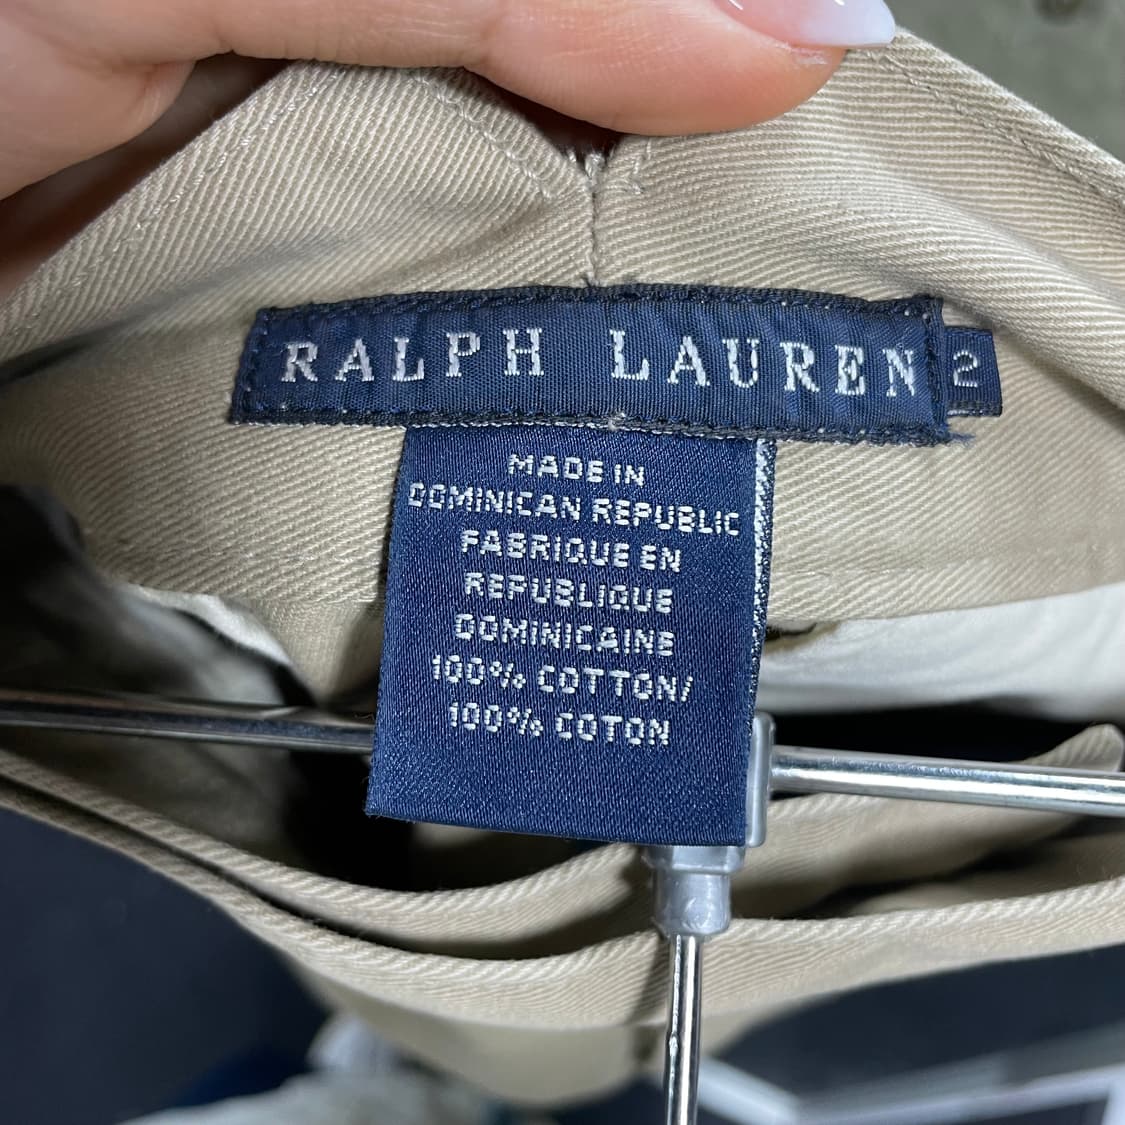 RALPH LAUREN 2
MADE IN
DOMINICAN REPUBLIC
FABRIQUE EN
REPUBLIQUE
DOMINICAINE
100% COTTON/
100% COTON